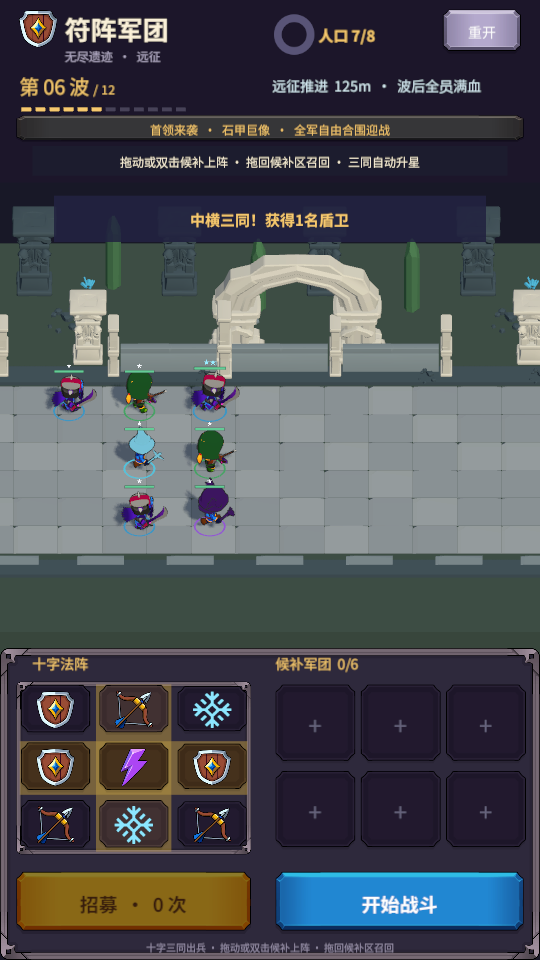 符阵军团
无尽遗迹 · 远征
人口 7/8
重开
第 06 波 / 12
远征推进 125m · 波后全员满血
首领来袭 · 石甲巨像 · 全军自由合围迎战
拖动或双击候补上阵 · 拖回候补区召回 · 三同自动升星
中横三同！获得1名盾卫
十字法阵
候补军团 0/6
招募 · 0 次
开始战斗
十字三同出兵 · 拖动或双击候补上阵 · 拖回候补区召回